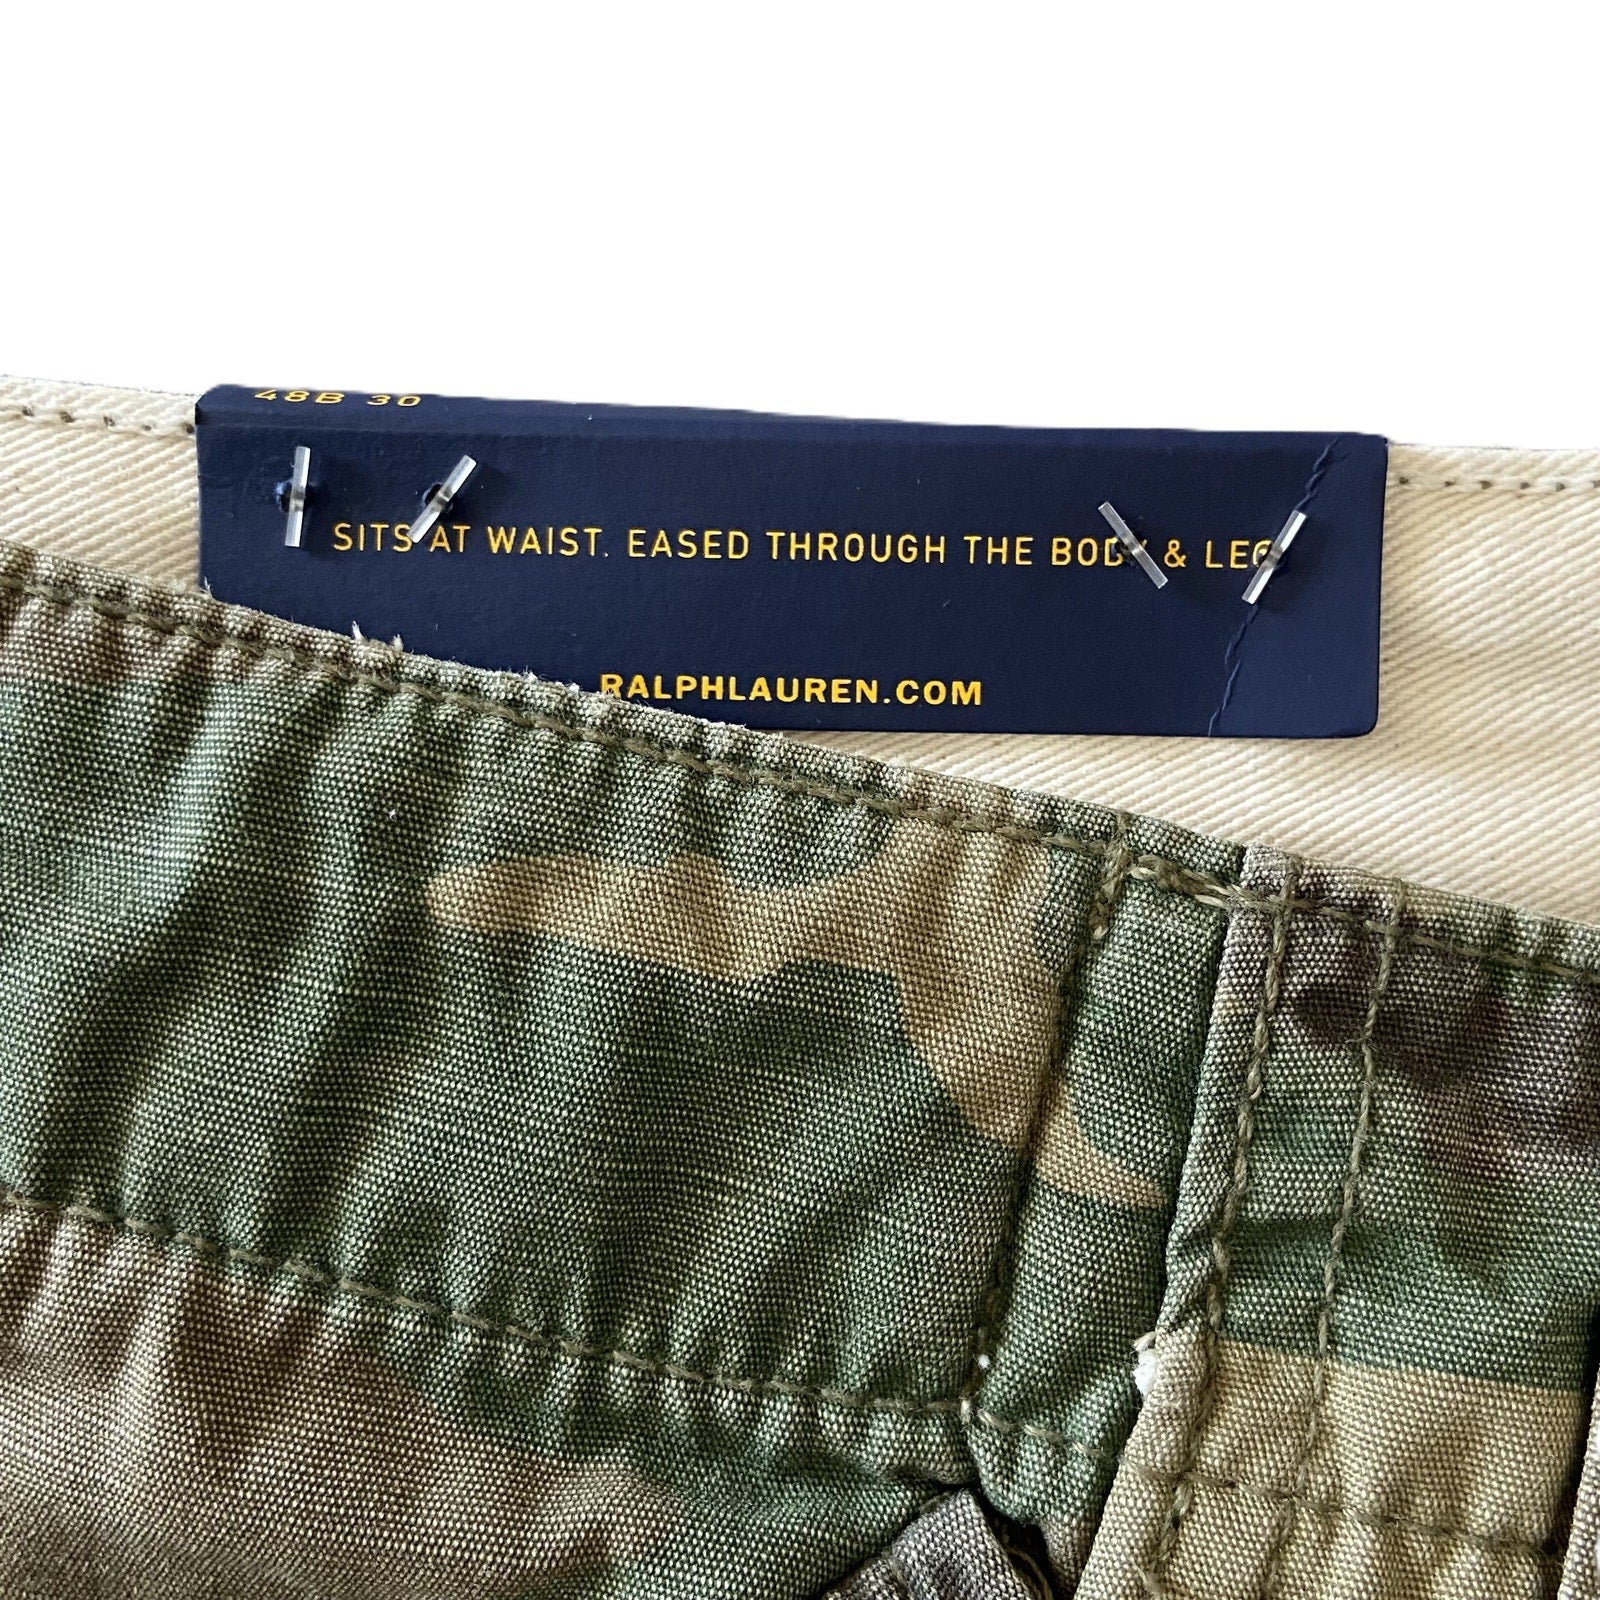 48B 30
SITS AT WAIST. EASED THROUGH THE BODY & LEG
RALPHLAUREN.COM